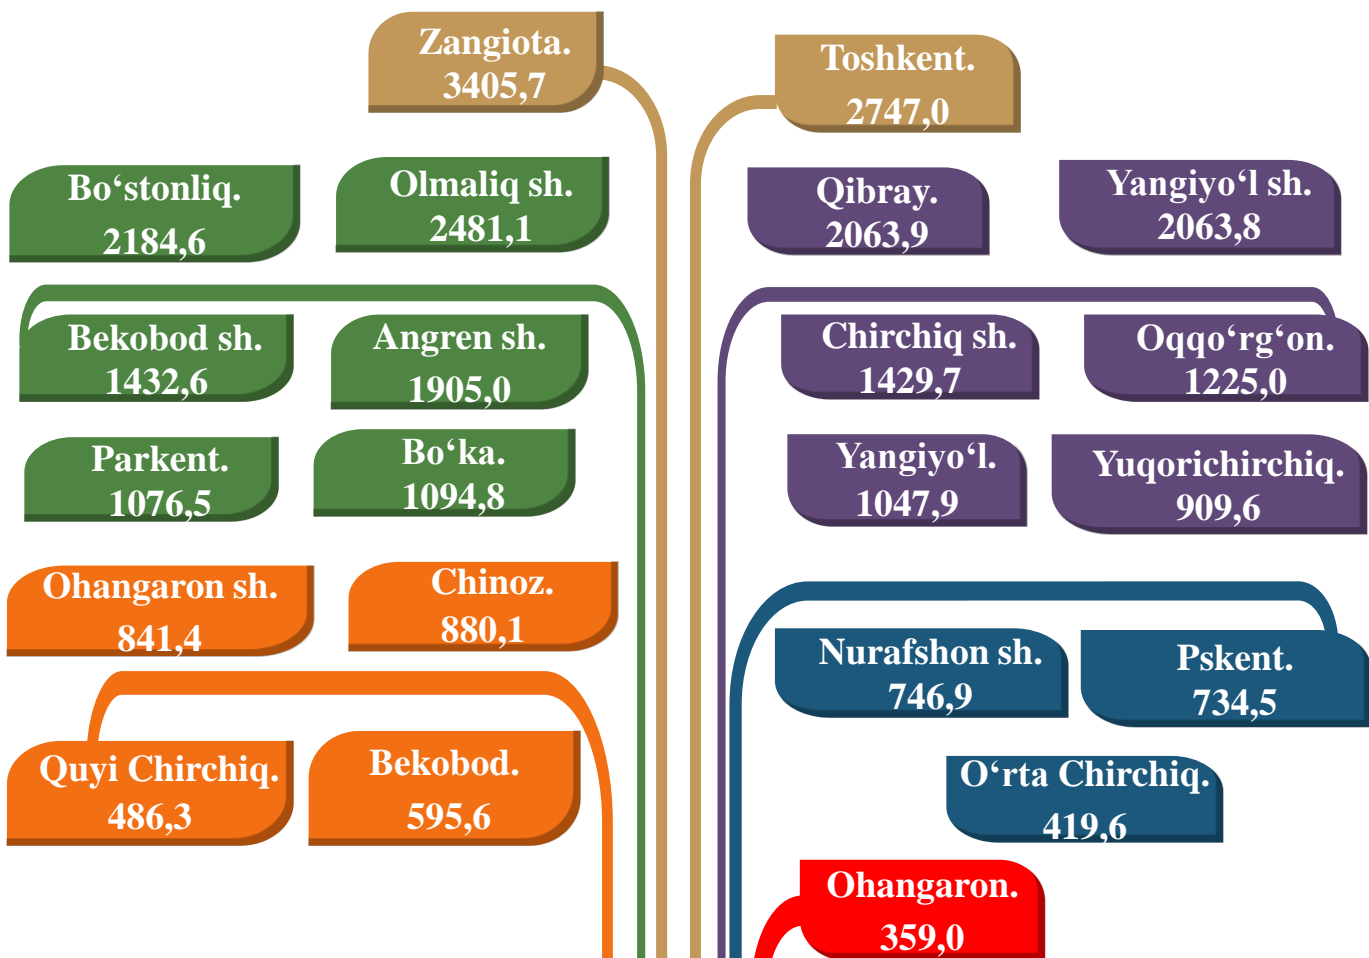 Zangiota.
3405,7
Toshkent.
2747,0
Bo‘stonliq.
2184,6
Olmaliq sh.
2481,1
Qibray.
2063,9
Yangiyo‘l sh.
2063,8
Bekobod sh.
1432,6
Angren sh.
1905,0
Chirchiq sh.
1429,7
Oqqo‘rg‘on.
1225,0
Parkent.
1076,5
Bo‘ka.
1094,8
Yangiyo‘l.
1047,9
Yuqorichirchiq.
909,6
Ohangaron sh.
841,4
Chinoz.
880,1
Nurafshon sh.
746,9
Pskent.
734,5
Quyi Chirchiq.
486,3
Bekobod.
595,6
O‘rta Chirchiq.
419,6
Ohangaron.
359,0